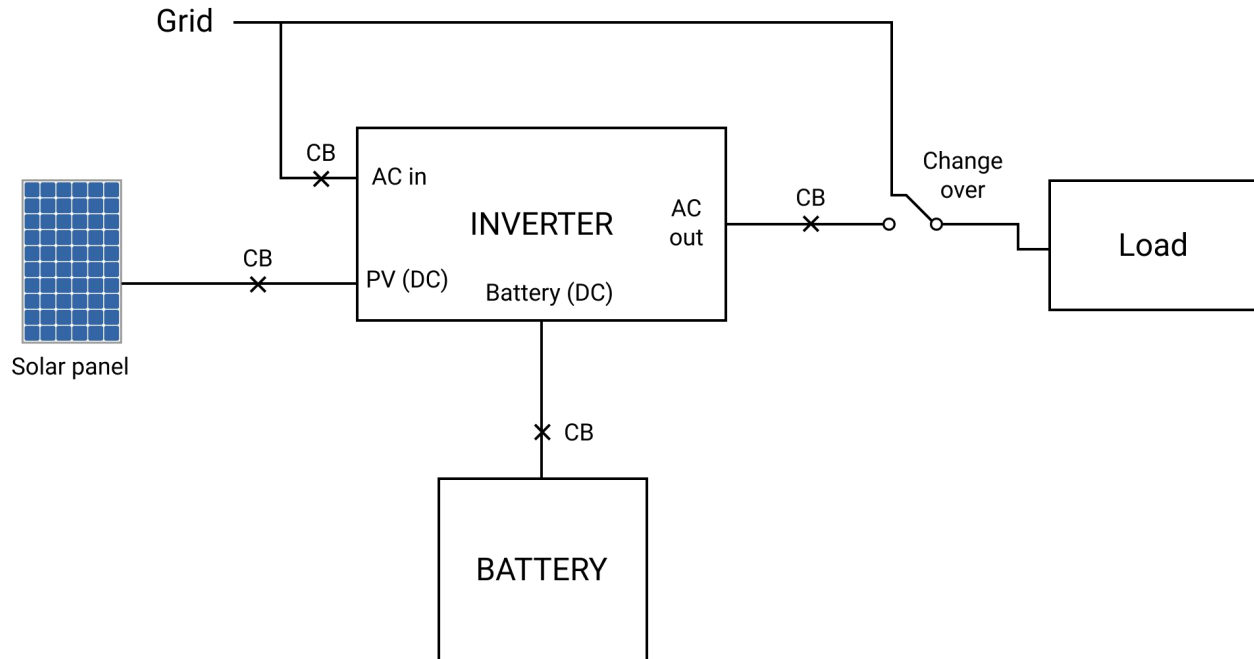 Grid
CB
AC in
Change
over
CB
AC
out
INVERTER
Load
CB
PV (DC)
Battery (DC)
Solar panel
CB
BATTERY